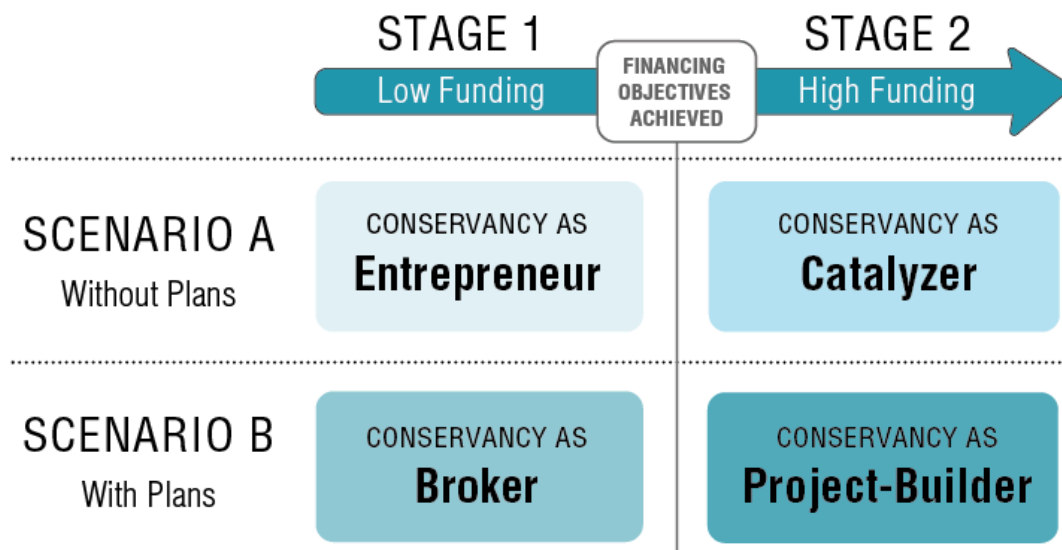 STAGE 1
STAGE 2
Low Funding
FINANCING
OBJECTIVES
ACHIEVED
High Funding
SCENARIO A
Without Plans
CONSERVANCY AS
Entrepreneur
CONSERVANCY AS
Catalyzer
SCENARIO B
With Plans
CONSERVANCY AS
Broker
CONSERVANCY AS
Project-Builder